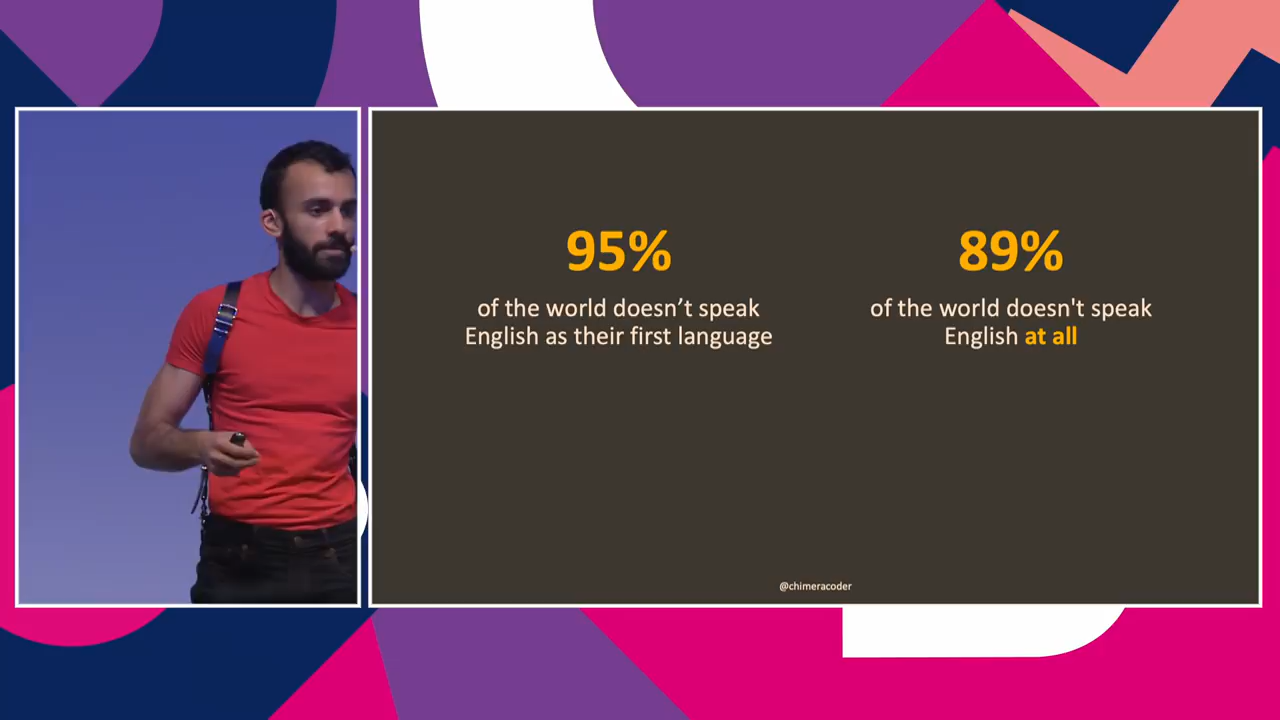 95%
of the world doesn’t speak
English as their first language
89%
of the world doesn't speak
English at all
@chimeracoder